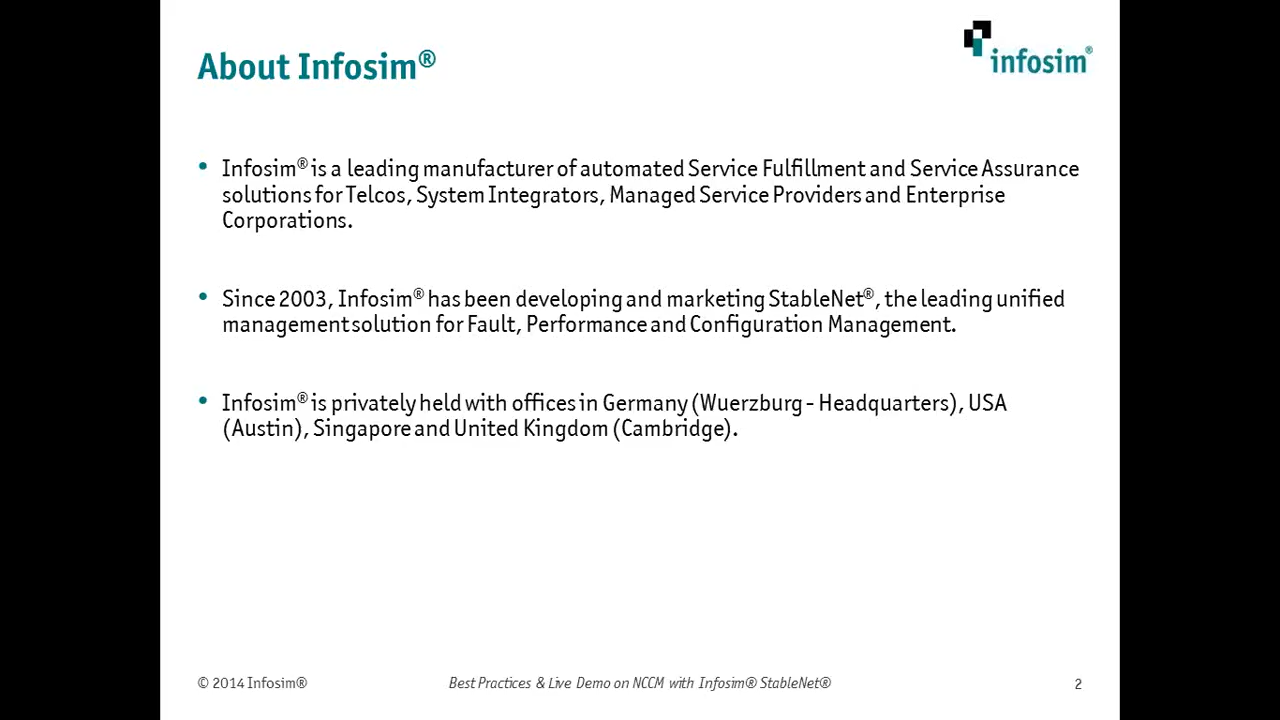 About Infosim®
infosim®
• Infosim® is a leading manufacturer of automated Service Fulfillment and Service Assurance
solutions for Telcos, System Integrators, Managed Service Providers and Enterprise
Corporations.
• Since 2003, Infosim® has been developing and marketing StableNet®, the leading unified
management solution for Fault, Performance and Configuration Management.
• Infosim® is privately held with offices in Germany (Wuerzburg - Headquarters), USA
(Austin), Singapore and United Kingdom (Cambridge).
© 2014 Infosim®
Best Practices & Live Demo on NCCM with Infosim® StableNet®
2